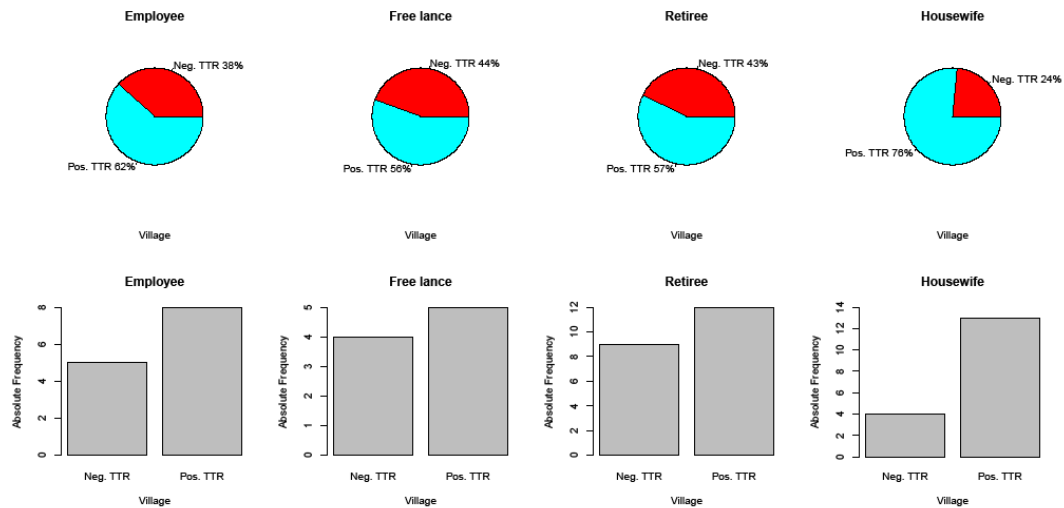 Employee
Free lance
Retiree
Housewife
Neg. TTR 38%
Pos. TTR 62%
Neg. TTR 44%
Pos. TTR 56%
Neg. TTR 43%
Pos. TTR 57%
Neg. TTR 24%
Pos. TTR 76%
Village
Village
Village
Village
Employee
Absolute Frequency
0
2
4
6
8
Neg. TTR
Pos. TTR
Village
Free lance
Absolute Frequency
0
1
2
3
4
5
Neg. TTR
Pos. TTR
Village
Retiree
Absolute Frequency
0
2
4
6
8
10
12
Neg. TTR
Pos. TTR
Village
Housewife
Absolute Frequency
0
2
4
6
8
10
12
14
Neg. TTR
Pos. TTR
Village